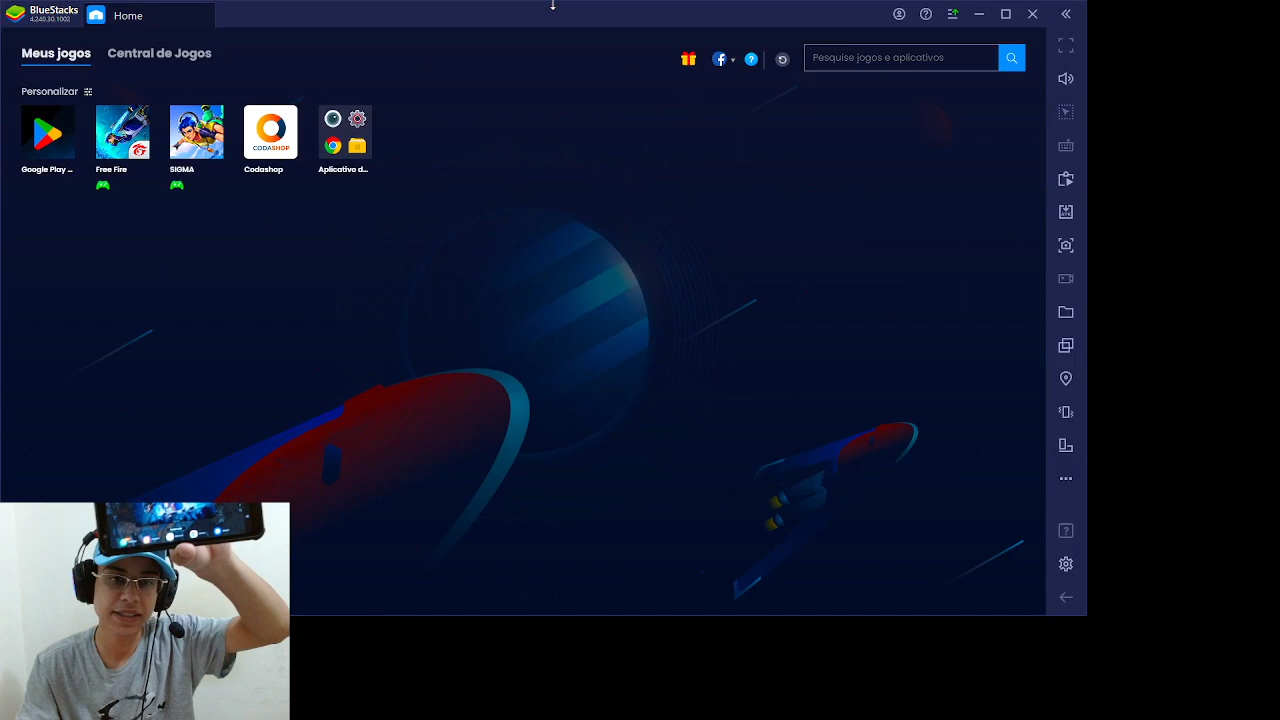 BlueStacks
4.240.30.1002
Home
Meus jogos
Central de Jogos
Pesquise jogos e aplicativos
Personalizar
CODASHOP
Google Play ...
Free Fire
SIGMA
Codashop
Aplicativo d...